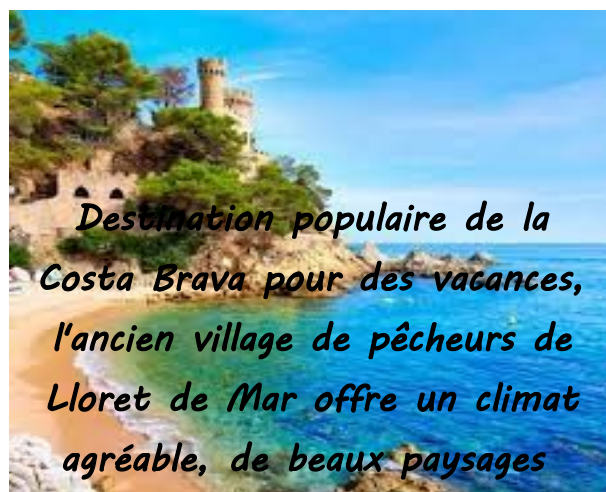 Destination populaire de la
Costa Brava pour des vacances,
l'ancien village de pêcheurs de
Lloret de Mar offre un climat
agréable, de beaux paysages